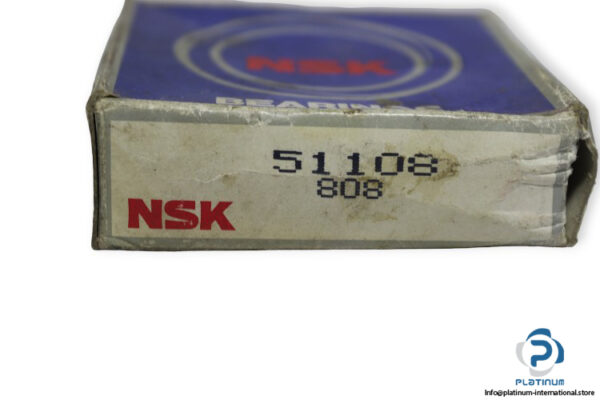 NSK
BEARINGS
51108
808
NSK
PLATINUM
Info@platinum-international.store